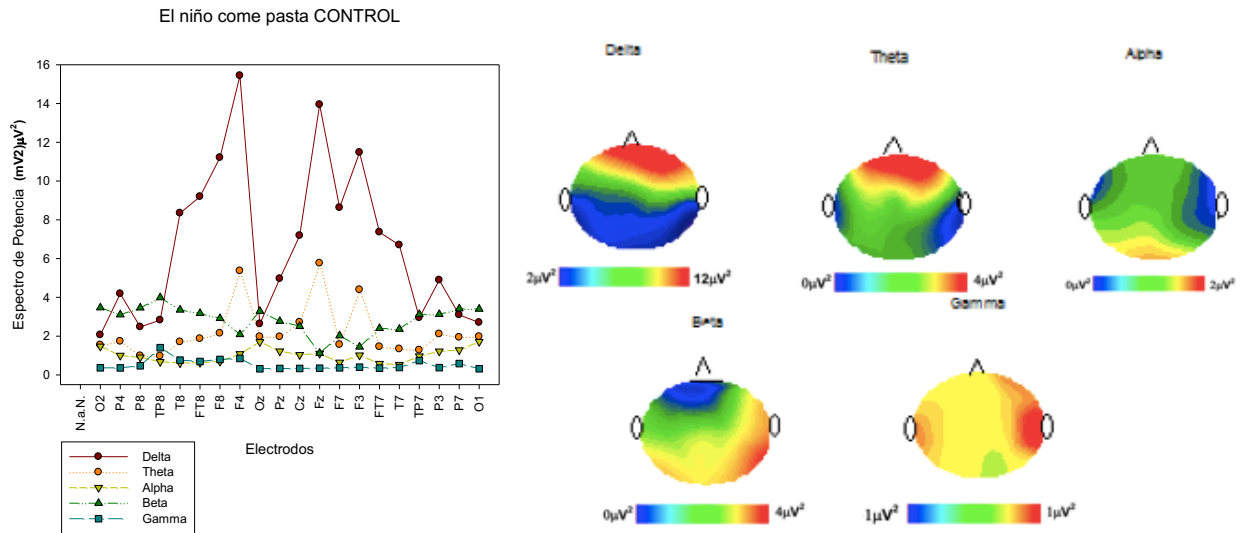 El niño come pasta CONTROL
Espectro de Potencia (mV2)µV²
16
14
12
10
8
6
4
2
0
N.a.N.
O2
P4
P8
TP8
T8
FT8
F8
F4
Oz
Pz
Cz
Fz
F7
F3
FT7
T7
TP7
P3
P7
O1
Electrodos
Delta
Theta
Alpha
Beta
Gamma
Delta
2µV² 12µV²
Theta
0µV² 4µV²
Alpha
0µV² 2µV²
Beta
0µV² 4µV²
Gamma
1µV² 1µV²